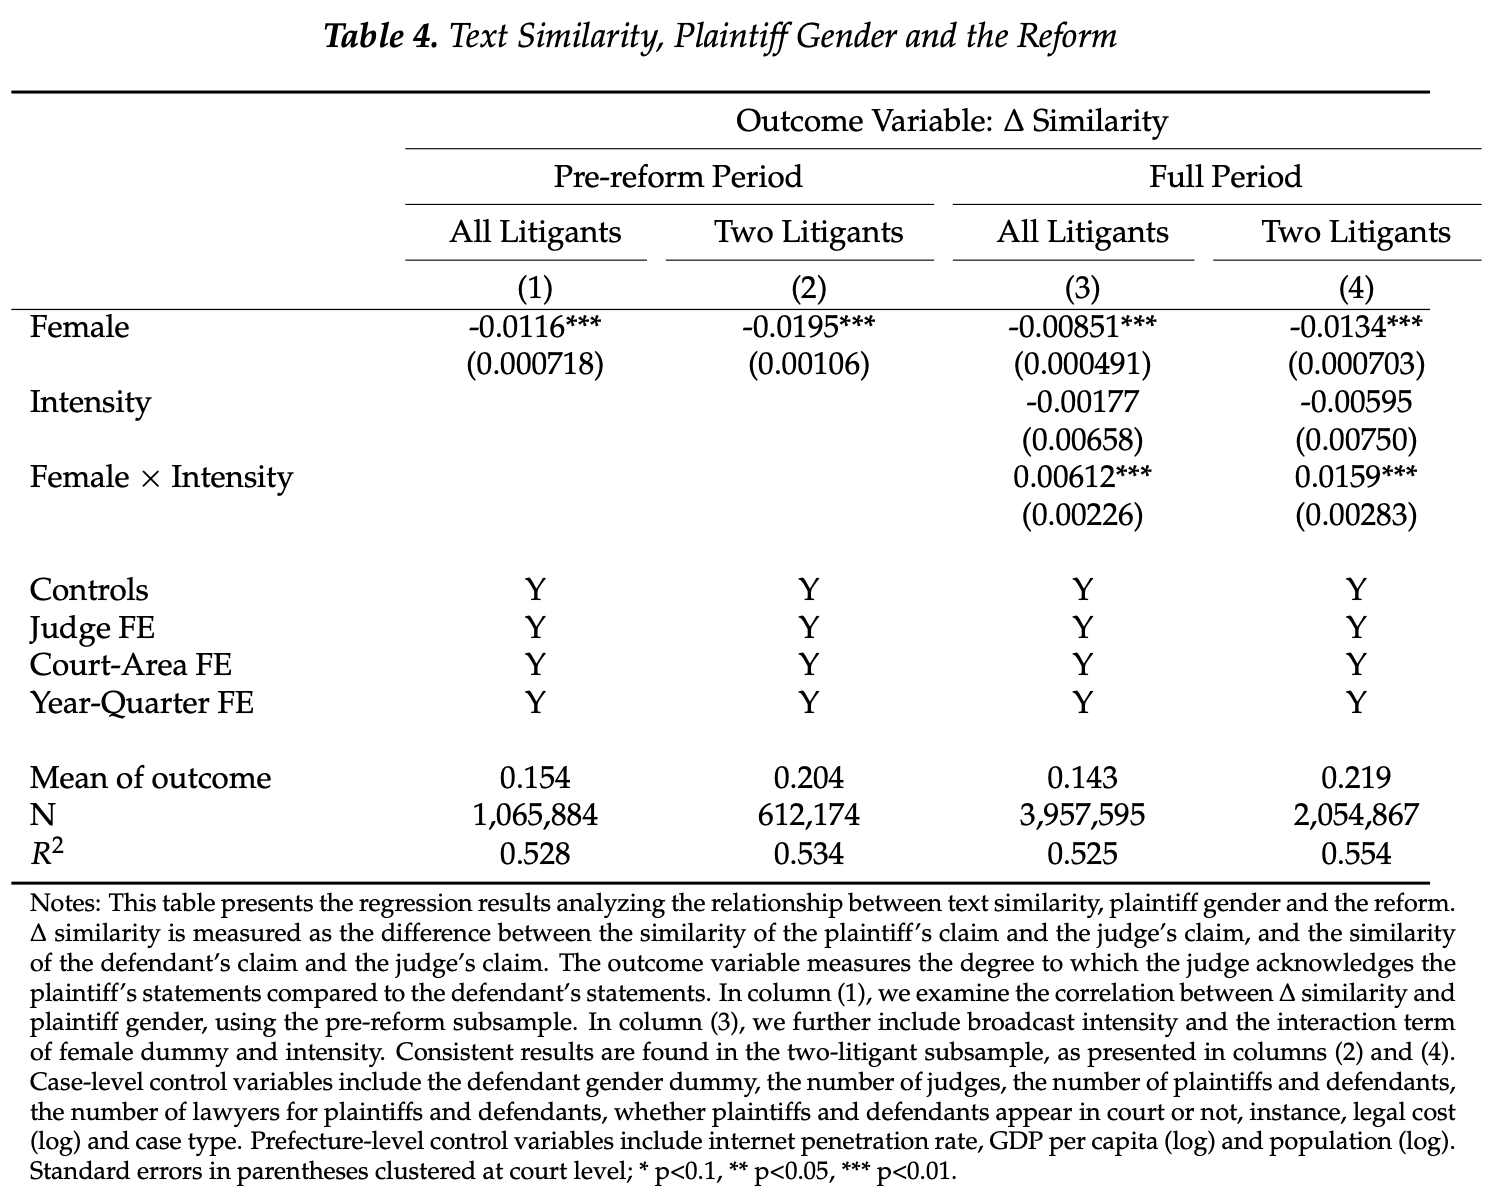 Table 4. Text Similarity, Plaintiff Gender and the Reform
Outcome Variable: Δ Similarity
Pre-reform Period Full Period
All Litigants Two Litigants All Litigants Two Litigants
(1) (2) (3) (4)
Female -0.0116*** -0.0195*** -0.00851*** -0.0134***
(0.000718) (0.00106) (0.000491) (0.000703)
Intensity -0.00177 -0.00595
(0.00658) (0.00750)
Female × Intensity 0.00612*** 0.0159***
(0.00226) (0.00283)
Controls Y Y Y Y
Judge FE Y Y Y Y
Court-Area FE Y Y Y Y
Year-Quarter FE Y Y Y Y
Mean of outcome 0.154 0.204 0.143 0.219
N 1,065,884 612,174 3,957,595 2,054,867
R² 0.528 0.534 0.525 0.554
Notes: This table presents the regression results analyzing the relationship between text similarity, plaintiff gender and the reform.
Δ similarity is measured as the difference between the similarity of the plaintiff's claim and the judge's claim, and the similarity
of the defendant's claim and the judge's claim. The outcome variable measures the degree to which the judge acknowledges the
plaintiff's statements compared to the defendant's statements. In column (1), we examine the correlation between Δ similarity and
plaintiff gender, using the pre-reform subsample. In column (3), we further include broadcast intensity and the interaction term
of female dummy and intensity. Consistent results are found in the two-litigant subsample, as presented in columns (2) and (4).
Case-level control variables include the defendant gender dummy, the number of judges, the number of plaintiffs and defendants,
the number of lawyers for plaintiffs and defendants, whether plaintiffs and defendants appear in court or not, instance, legal cost
(log) and case type. Prefecture-level control variables include internet penetration rate, GDP per capita (log) and population (log).
Standard errors in parentheses clustered at court level; * p<0.1, ** p<0.05, *** p<0.01.